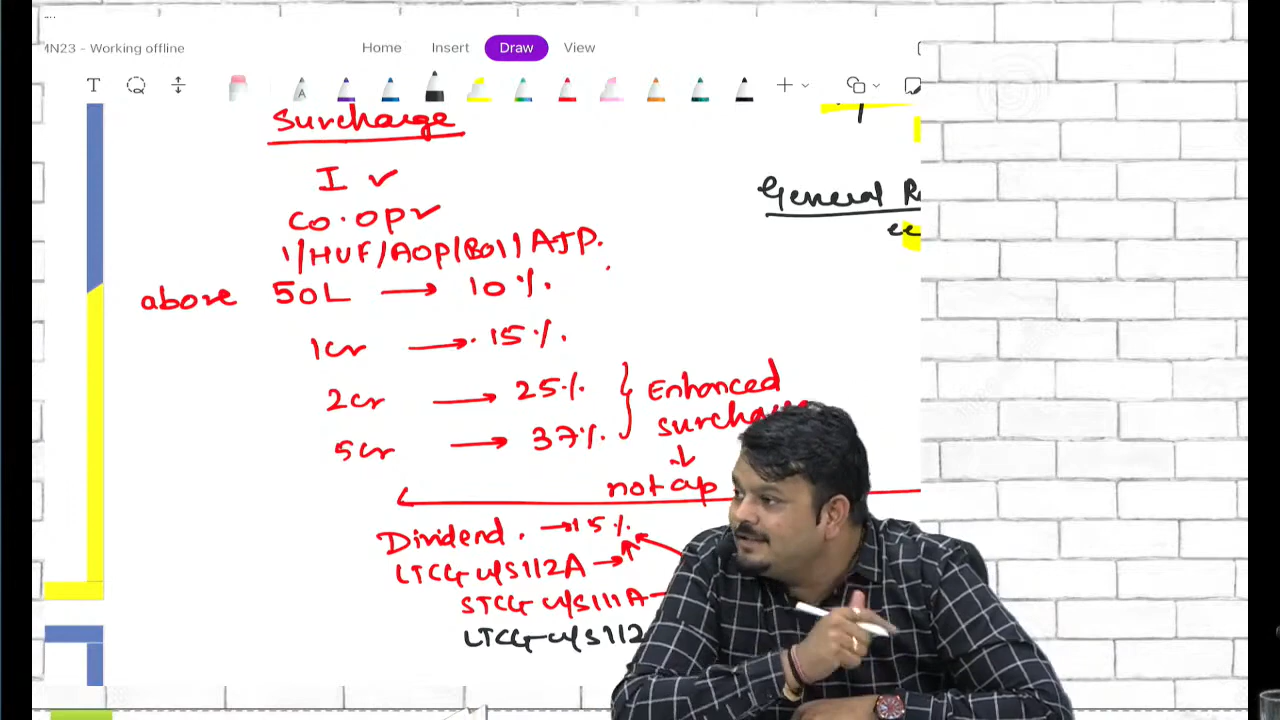 MN23 - Working offline
Home Insert Draw View
Surcharge
I ✓
CO.OP ✓
1/HUF/AOP/BOI/AJP.
above 50L → 10%.
1cr → 15%.
2cr → 25%.
5cr → 37%.
Enhanced
surcharge
↓
not ap
Dividend. → 15%.
LTCG u/s 112A →
STCG u/s 111A
LTCG u/s 112
General R